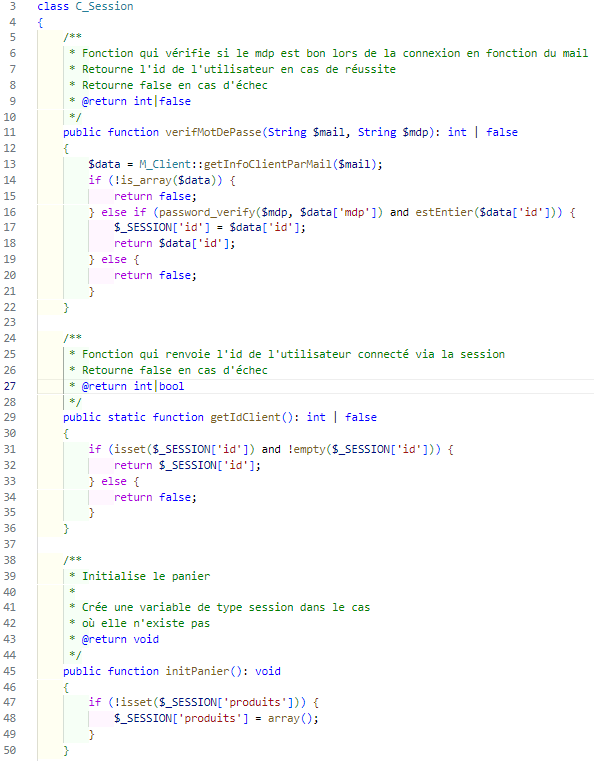 3 class C_Session
4 {
5     /**
6      * Fonction qui vérifie si le mdp est bon lors de la connexion en fonction du mail
7      * Retourne l'id de l'utilisateur en cas de réussite
8      * Retourne false en cas d'échec
9      * @return int|false
10      */
11     public function verifMotDePasse(String $mail, String $mdp): int | false
12     {
13         $data = M_Client::getInfoClientParMail($mail);
14         if (!is_array($data)) {
15             return false;
16         } else if (password_verify($mdp, $data['mdp']) and estEntier($data['id'])) {
17             $_SESSION['id'] = $data['id'];
18             return $data['id'];
19         } else {
20             return false;
21         }
22     }
23
24     /**
25      * Fonction qui renvoie l'id de l'utilisateur connecté via la session
26      * Retourne false en cas d'échec
27      * @return int|bool
28      */
29     public static function getIdClient(): int | false
30     {
31         if (isset($_SESSION['id']) and !empty($_SESSION['id'])) {
32             return $_SESSION['id'];
33         } else {
34             return false;
35         }
36     }
37
38     /**
39      * Initialise le panier
40      *
41      * Crée une variable de type session dans le cas
42      * où elle n'existe pas
43      * @return void
44      */
45     public function initPanier(): void
46     {
47         if (!isset($_SESSION['produits'])) {
48             $_SESSION['produits'] = array();
49         }
50     }